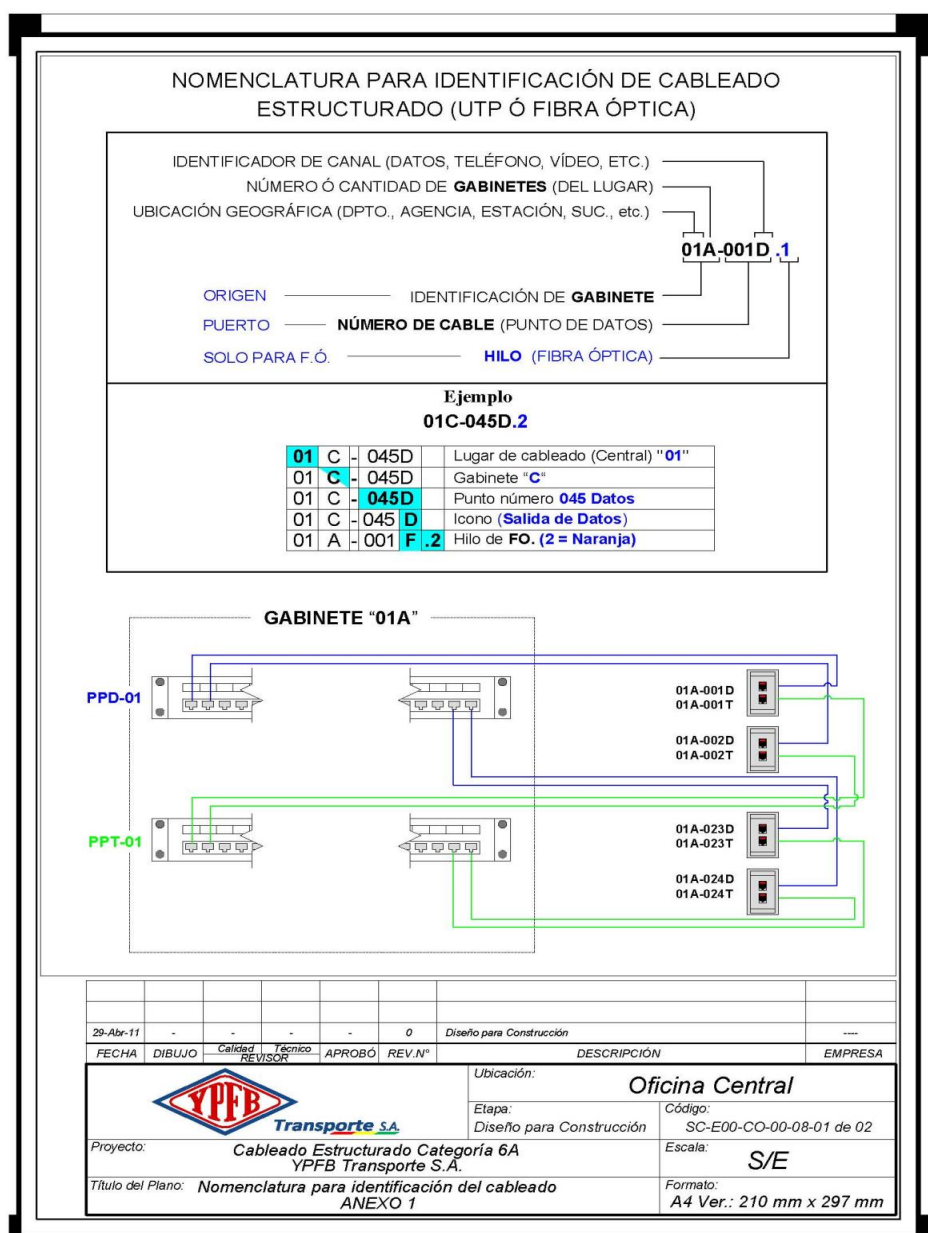 NOMENCLATURA PARA IDENTIFICACIÓN DE CABLEADO
ESTRUCTURADO (UTP Ó FIBRA ÓPTICA)
IDENTIFICADOR DE CANAL (DATOS, TELÉFONO, VÍDEO, ETC.)
NÚMERO Ó CANTIDAD DE GABINETES (DEL LUGAR)
UBICACIÓN GEOGRÁFICA (DPTO., AGENCIA, ESTACIÓN, SUC., etc.)
01A-001D .1
ORIGEN IDENTIFICACIÓN DE GABINETE
PUERTO NÚMERO DE CABLE (PUNTO DE DATOS)
SOLO PARA F.Ó. HILO (FIBRA ÓPTICA)
Ejemplo
01C-045D.2
01 C - 045D Lugar de cableado (Central) "01"
01 C - 045D Gabinete "C"
01 C - 045D Punto número 045 Datos
01 C - 045 D Icono (Salida de Datos)
01 A - 001 F .2 Hilo de FO. (2 = Naranja)
GABINETE "01A"
PPD-01
01A-001D
01A-001T
01A-002D
01A-002T
PPT-01
01A-023D
01A-023T
01A-024D
01A-024T
29-Abr-11 - - - - 0 Diseño para Construcción ----
FECHA DIBUJO Calidad Técnico REVISOR APROBÓ REV.N° DESCRIPCIÓN EMPRESA
YPFB
Transporte S.A.
Ubicación:
Oficina Central
Etapa:
Diseño para Construcción
Código:
SC-E00-CO-00-08-01 de 02
Proyecto:
Cableado Estructurado Categoría 6A
YPFB Transporte S.A.
Escala:
S/E
Título del Plano: Nomenclatura para identificación del cableado
ANEXO 1
Formato:
A4 Ver.: 210 mm x 297 mm